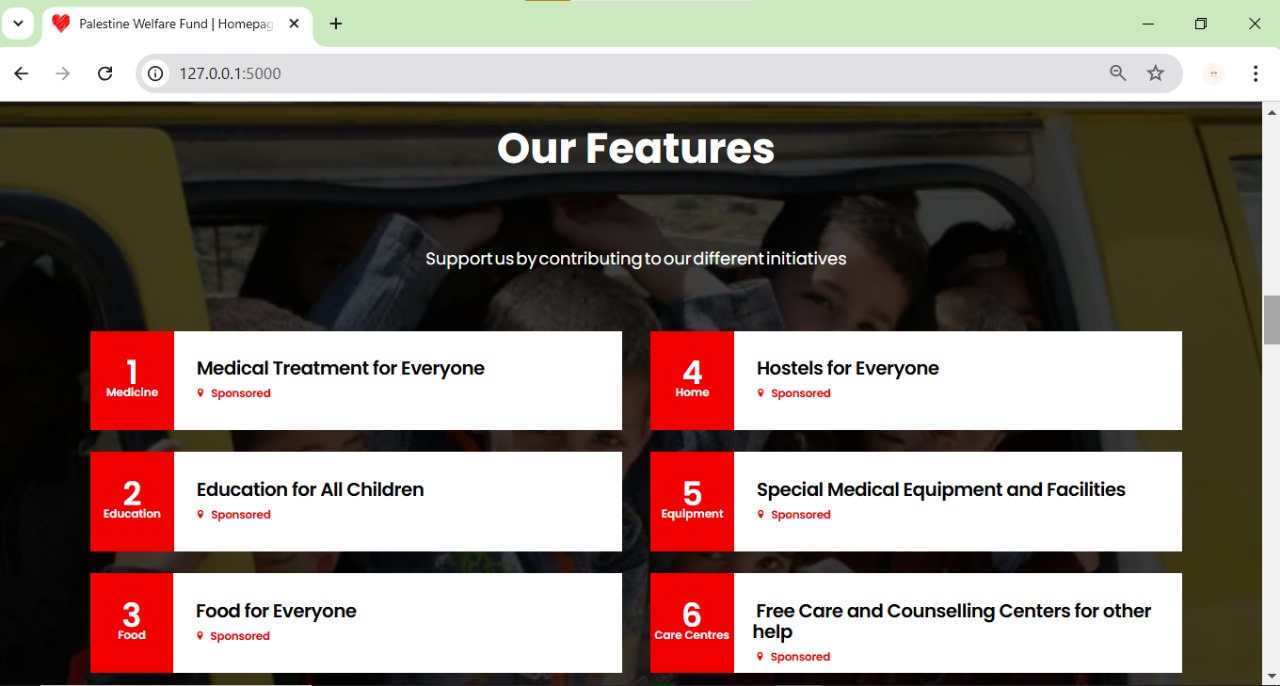 Palestine Welfare Fund | Homepag
127.0.0.1:5000
Our Features
Support us by contributing to our different initiatives
1
Medicine
Medical Treatment for Everyone
Sponsored
2
Education
Education for All Children
Sponsored
3
Food
Food for Everyone
Sponsored
4
Home
Hostels for Everyone
Sponsored
5
Equipment
Special Medical Equipment and Facilities
Sponsored
6
Care Centres
Free Care and Counselling Centers for other
help
Sponsored